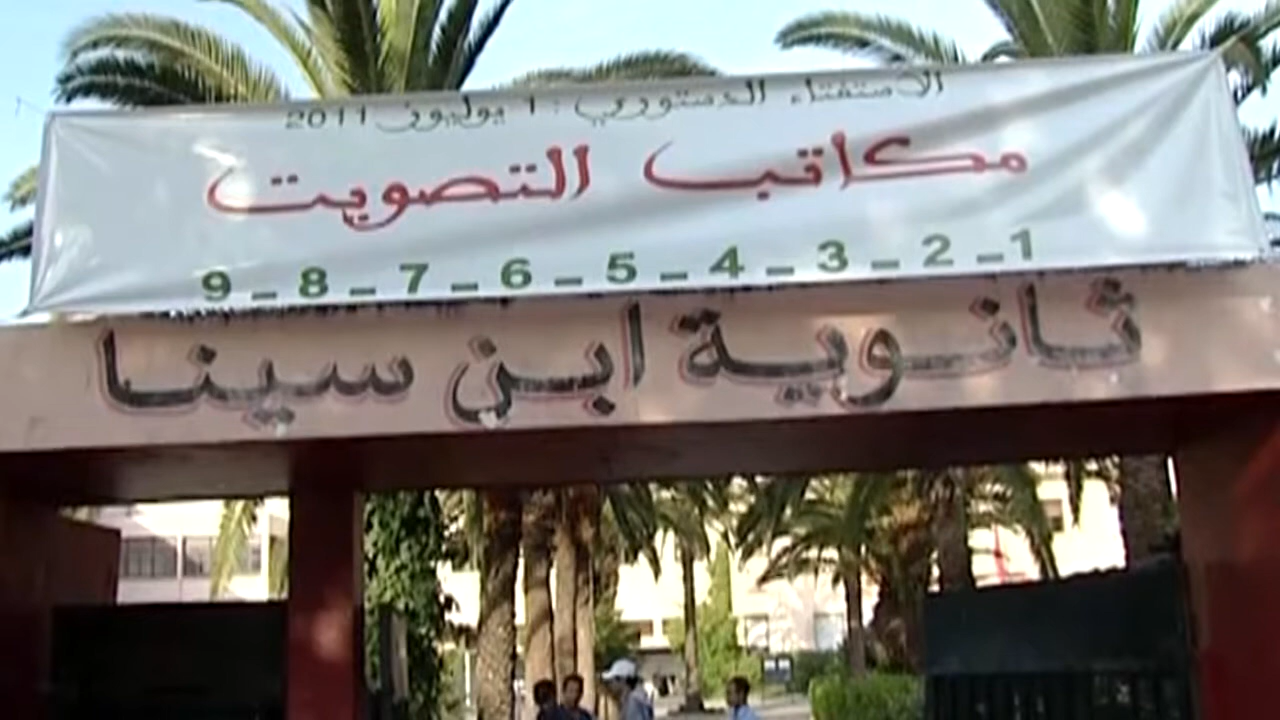 الاستفتاء الدستوري : 1 يوليوز 2011
مكاتب التصويت
1_2_3_4_5_6_7_8_9
ثانوية ابن سينا